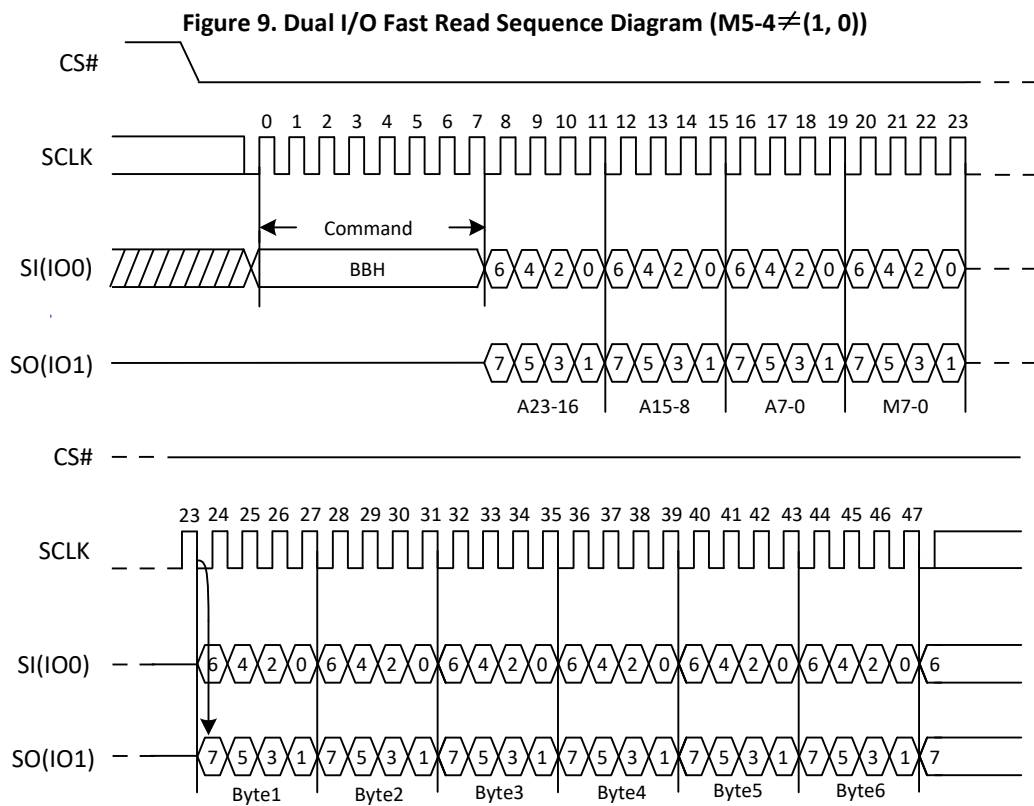 Figure 9. Dual I/O Fast Read Sequence Diagram (M5-4≠(1, 0))
CS#
0 1 2 3 4 5 6 7 8 9 10 11 12 13 14 15 16 17 18 19 20 21 22 23
SCLK
Command
SI(IO0) BBH 6 4 2 0 6 4 2 0 6 4 2 0 6 4 2 0
SO(IO1) 7 5 3 1 7 5 3 1 7 5 3 1 7 5 3 1
A23-16 A15-8 A7-0 M7-0
CS#
23 24 25 26 27 28 29 30 31 32 33 34 35 36 37 38 39 40 41 42 43 44 45 46 47
SCLK
SI(IO0) 6 4 2 0 6 4 2 0 6 4 2 0 6 4 2 0 6 4 2 0 6 4 2 0 6
SO(IO1) 7 5 3 1 7 5 3 1 7 5 3 1 7 5 3 1 7 5 3 1 7 5 3 1 7
Byte1 Byte2 Byte3 Byte4 Byte5 Byte6